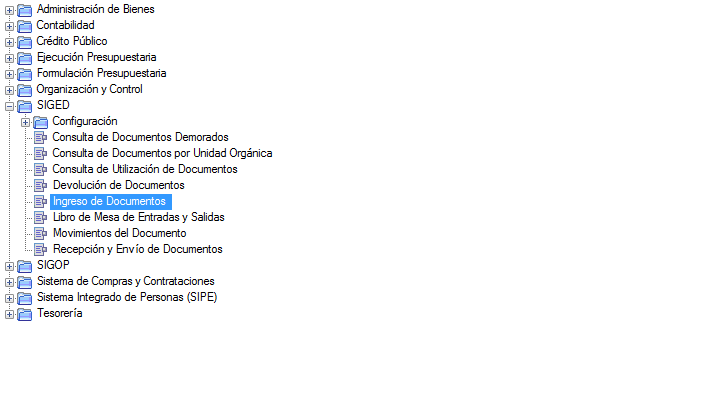 Administración de Bienes
Contabilidad
Crédito Público
Ejecución Presupuestaria
Formulación Presupuestaria
Organización y Control
SIGED
Configuración
Consulta de Documentos Demorados
Consulta de Documentos por Unidad Orgánica
Consulta de Utilización de Documentos
Devolución de Documentos
Ingreso de Documentos
Libro de Mesa de Entradas y Salidas
Movimientos del Documento
Recepción y Envío de Documentos
SIGOP
Sistema de Compras y Contrataciones
Sistema Integrado de Personas (SIPE)
Tesorería